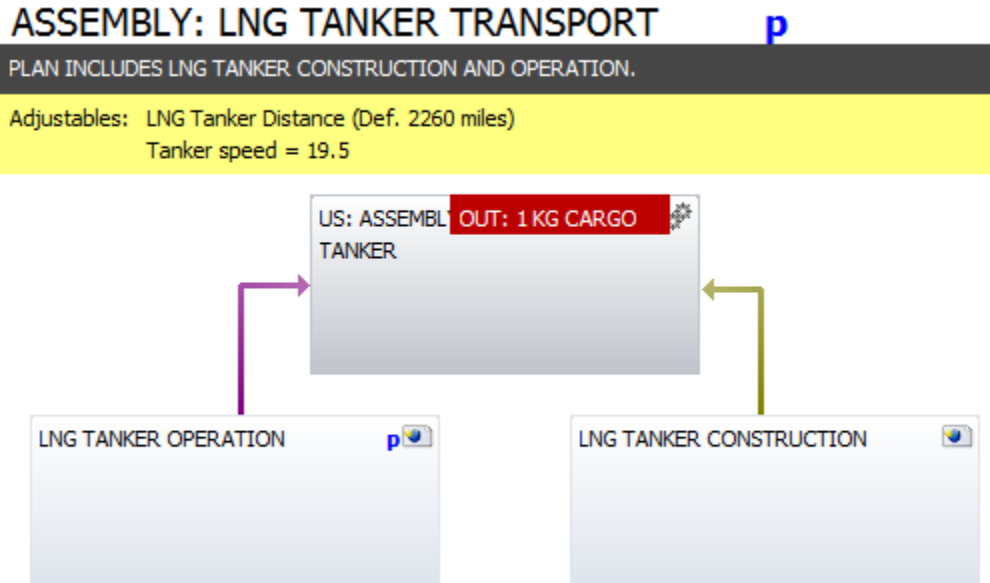 ASSEMBLY: LNG TANKER TRANSPORT p
PLAN INCLUDES LNG TANKER CONSTRUCTION AND OPERATION.
Adjustables: LNG Tanker Distance (Def. 2260 miles)
Tanker speed = 19.5
US: ASSEMBL OUT: 1 KG CARGO
TANKER
LNG TANKER OPERATION p
LNG TANKER CONSTRUCTION